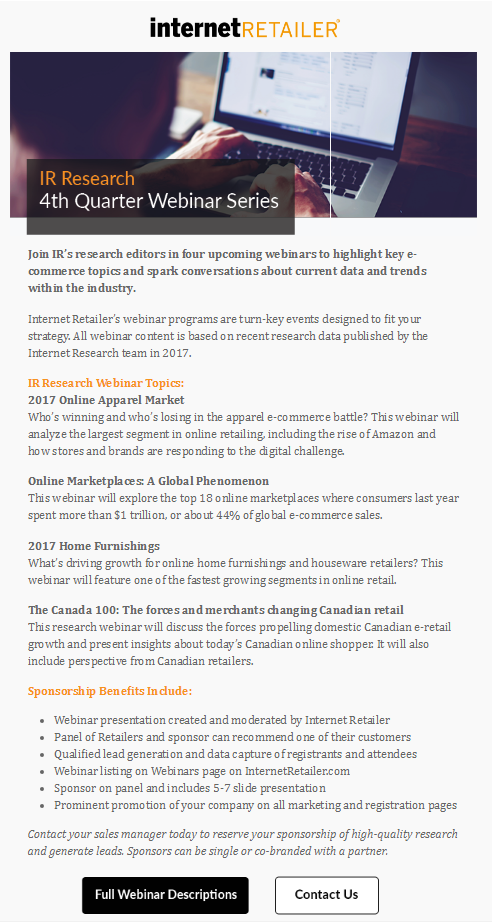 internetRETAILER®
IR Research
4th Quarter Webinar Series
Join IR's research editors in four upcoming webinars to highlight key e-
commerce topics and spark conversations about current data and trends
within the industry.
Internet Retailer's webinar programs are turn-key events designed to fit your
strategy. All webinar content is based on recent research data published by the
Internet Research team in 2017.
IR Research Webinar Topics:
2017 Online Apparel Market
Who's winning and who's losing in the apparel e-commerce battle? This webinar will
analyze the largest segment in online retailing, including the rise of Amazon and
how stores and brands are responding to the digital challenge.
Online Marketplaces: A Global Phenomenon
This webinar will explore the top 18 online marketplaces where consumers last year
spent more than $1 trillion, or about 44% of global e-commerce sales.
2017 Home Furnishings
What's driving growth for online home furnishings and houseware retailers? This
webinar will feature one of the fastest growing segments in online retail.
The Canada 100: The forces and merchants changing Canadian retail
This research webinar will discuss the forces propelling domestic Canadian e-retail
growth and present insights about today's Canadian online shopper. It will also
include perspective from Canadian retailers.
Sponsorship Benefits Include:
• Webinar presentation created and moderated by Internet Retailer
• Panel of Retailers and sponsor can recommend one of their customers
• Qualified lead generation and data capture of registrants and attendees
• Webinar listing on Webinars page on InternetRetailer.com
• Sponsor on panel and includes 5-7 slide presentation
• Prominent promotion of your company on all marketing and registration pages
Contact your sales manager today to reserve your sponsorship of high-quality research
and generate leads. Sponsors can be single or co-branded with a partner.
Full Webinar Descriptions
Contact Us